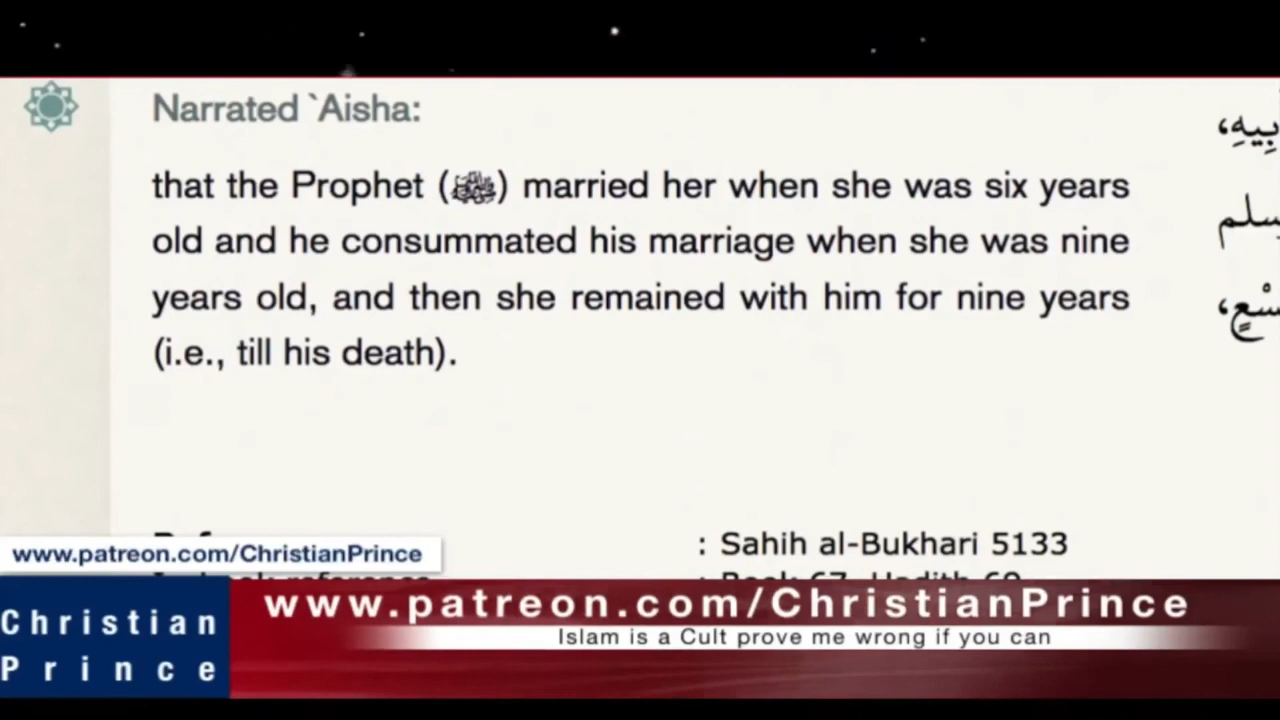 Narrated `Aisha:
that the Prophet (ﷺ) married her when she was six years
old and he consummated his marriage when she was nine
years old, and then she remained with him for nine years
(i.e., till his death).
: Sahih al-Bukhari 5133
www.patreon.com/ChristianPrince
Christian
Prince
www.patreon.com/ChristianPrince
Islam is a Cult prove me wrong if you can